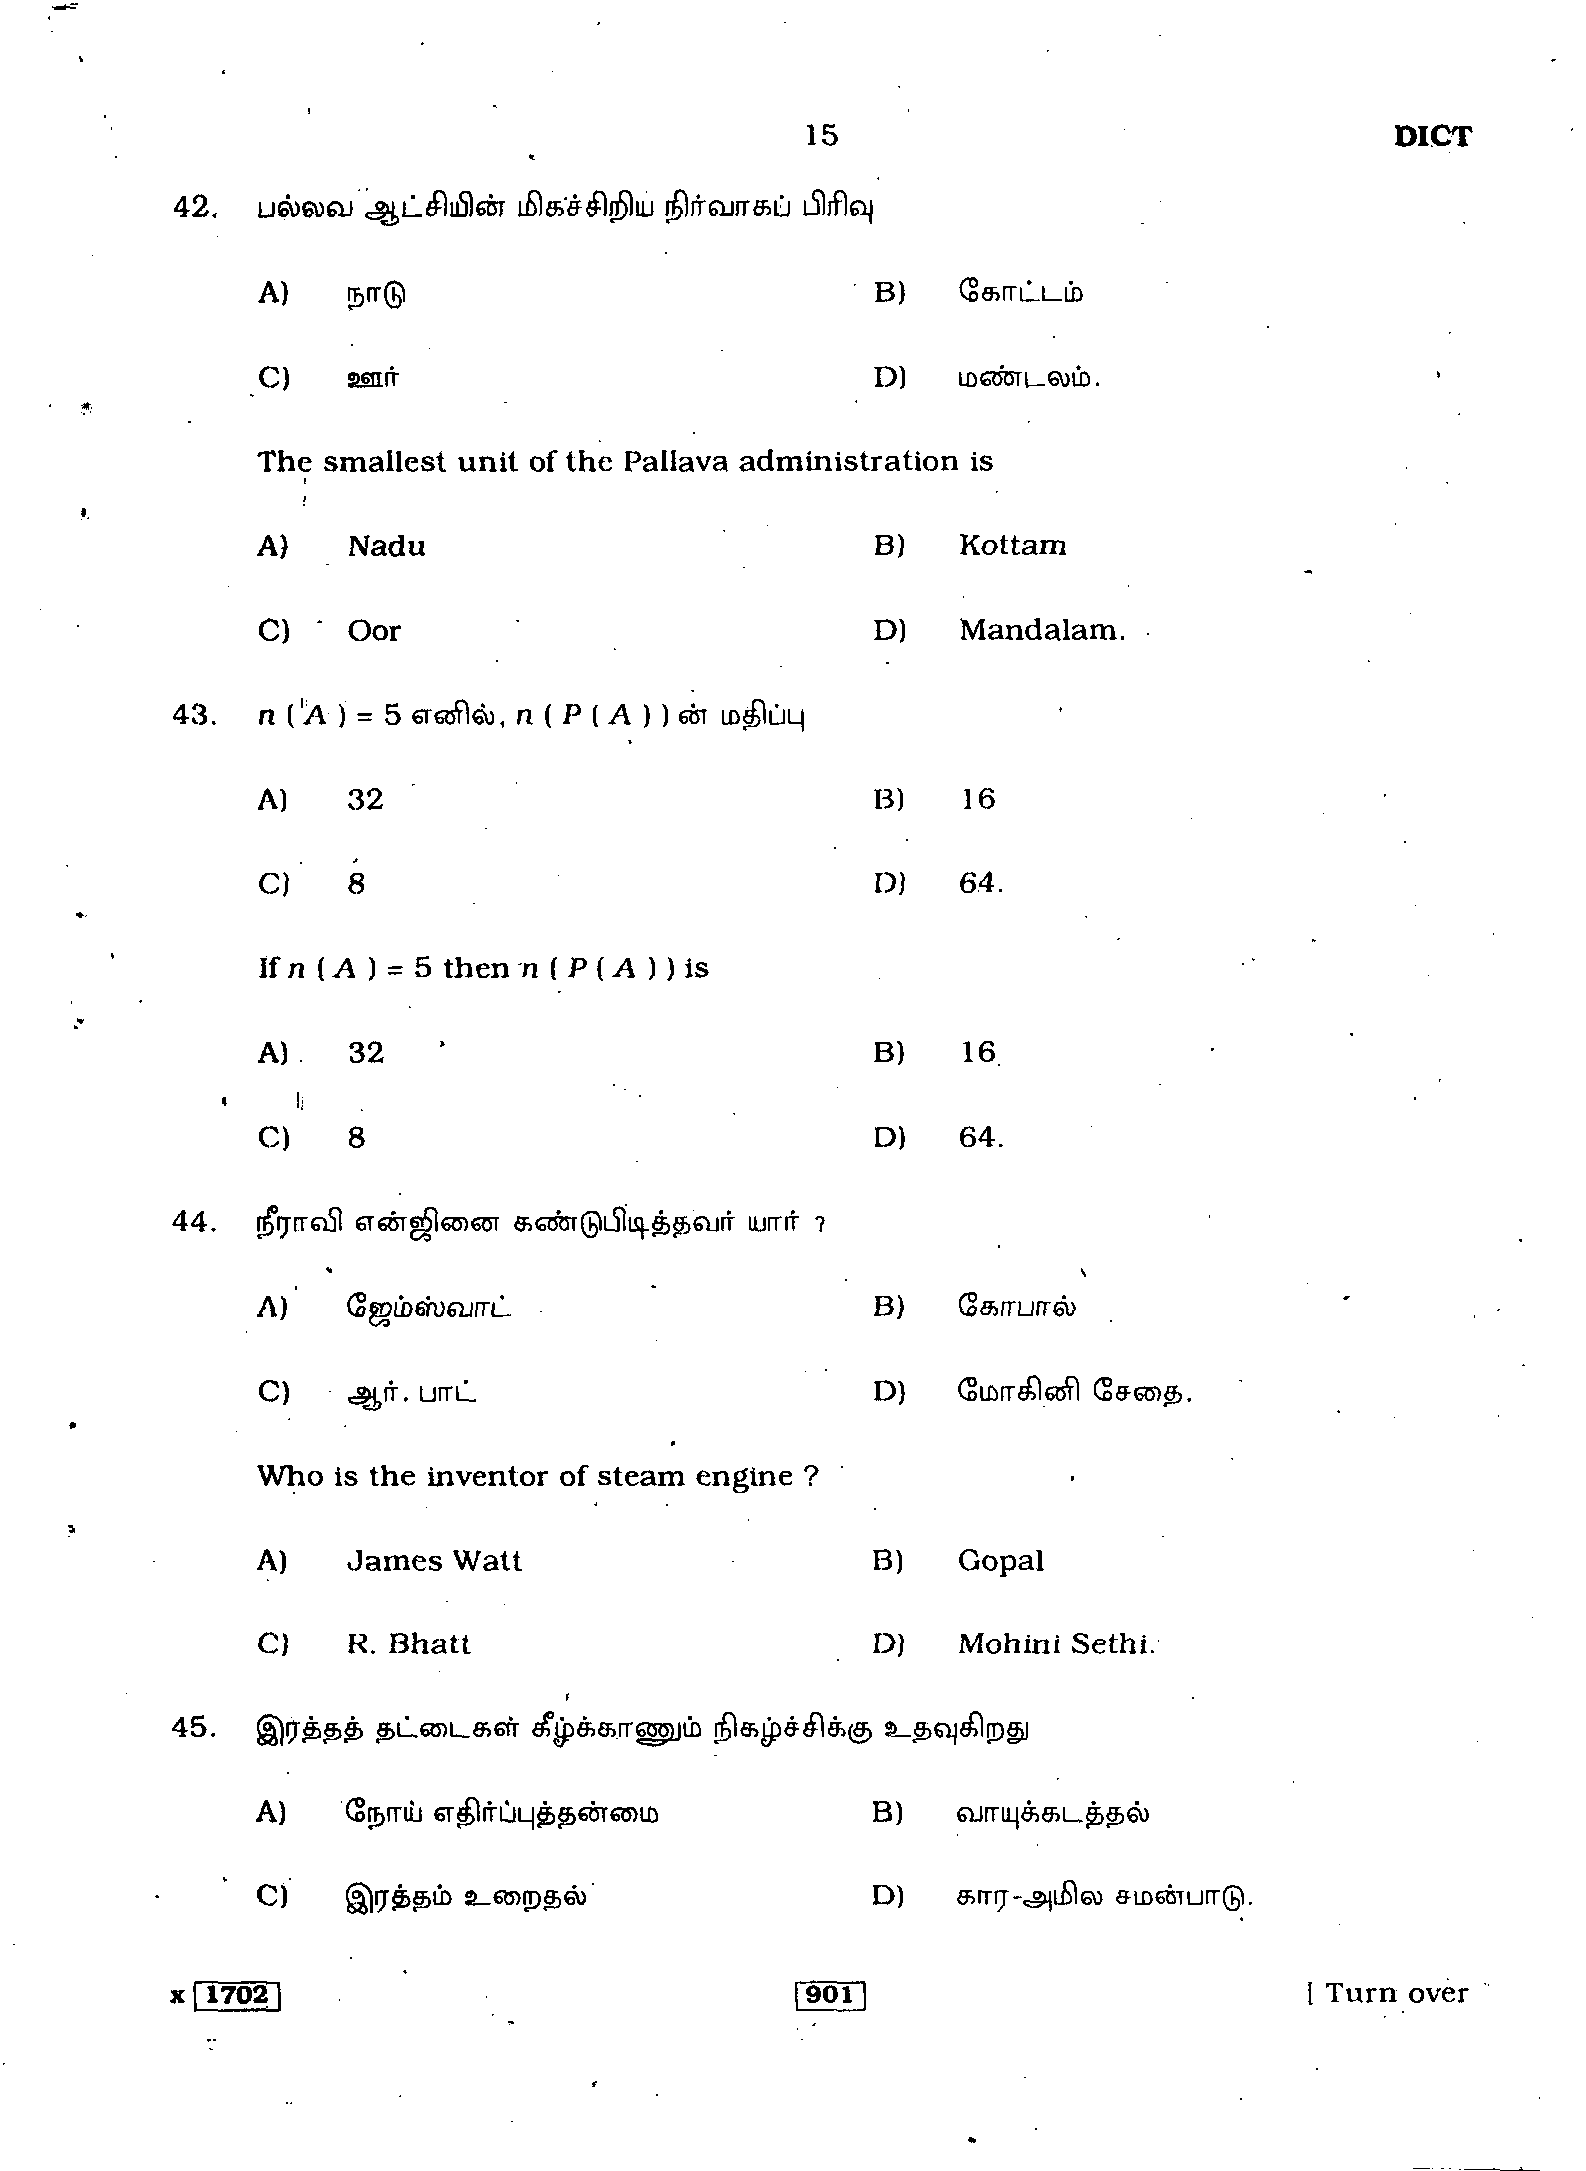 15 DICT
42. பல்லவ ஆட்சியின் மிகச்சிறிய நிர்வாகப் பிரிவு
A) நாடு B) கோட்டம்
C) ஊர் D) மண்டலம்.
The smallest unit of the Pallava administration is
A) Nadu B) Kottam
C) Oor D) Mandalam.
43. n ( A ) = 5 எனில், n ( P ( A ) ) ன் மதிப்பு
A) 32 B) 16
C) 8 D) 64.
If n ( A ) = 5 then n ( P ( A ) ) is
A) 32 B) 16
C) 8 D) 64.
44. நீராவி என்ஜினை கண்டுபிடித்தவர் யார் ?
A) ஜேம்ஸ்வாட் B) கோபால்
C) ஆர். பாட் D) மோகினி சேதை.
Who is the inventor of steam engine ?
A) James Watt B) Gopal
C) R. Bhatt D) Mohini Sethi.
45. இரத்தத் தட்டைகள் கீழ்க்காணும் நிகழ்ச்சிக்கு உதவுகிறது
A) நோய் எதிர்ப்புத்தன்மை B) வாயுக்கடத்தல்
C) இரத்தம் உறைதல் D) கார-அமில சமன்பாடு.
x 1702 901 [ Turn over